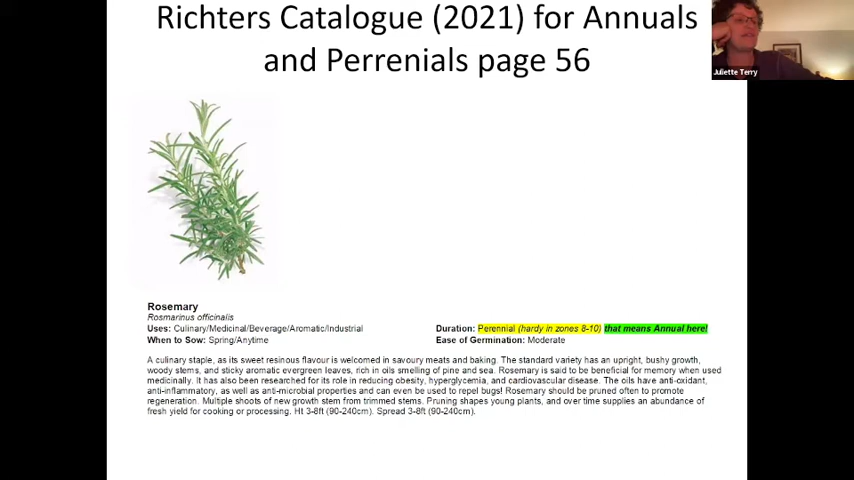 Richters Catalogue (2021) for Annuals
and Perrenials page 56
Juliette Terry
Rosemary
Rosmarinus officinalis
Uses: Culinary/Medicinal/Beverage/Aromatic/Industrial
When to Sow: Spring/Anytime
Duration: Perennial (hardy in zones 8-10) that means Annual here!
Ease of Germination: Moderate
A culinary staple, as its sweet resinous flavour is welcomed in savoury meats and baking. The standard variety has an upright, bushy growth,
woody stems, and sticky aromatic evergreen leaves, rich in oils smelling of pine and sea. Rosemary is said to be beneficial for memory when used
medicinally. It has also been researched for its role in reducing obesity, hyperglycemia, and cardiovascular disease. The oils have anti-oxidant,
anti-inflammatory, as well as anti-microbial properties and can even be used to repel bugs! Rosemary should be pruned often to promote
regeneration. Multiple shoots of new growth stem from trimmed stems. Pruning shapes young plants, and over time supplies an abundance of
fresh yield for cooking or processing. Ht 3-8ft (90-240cm). Spread 3-8ft (90-240cm).